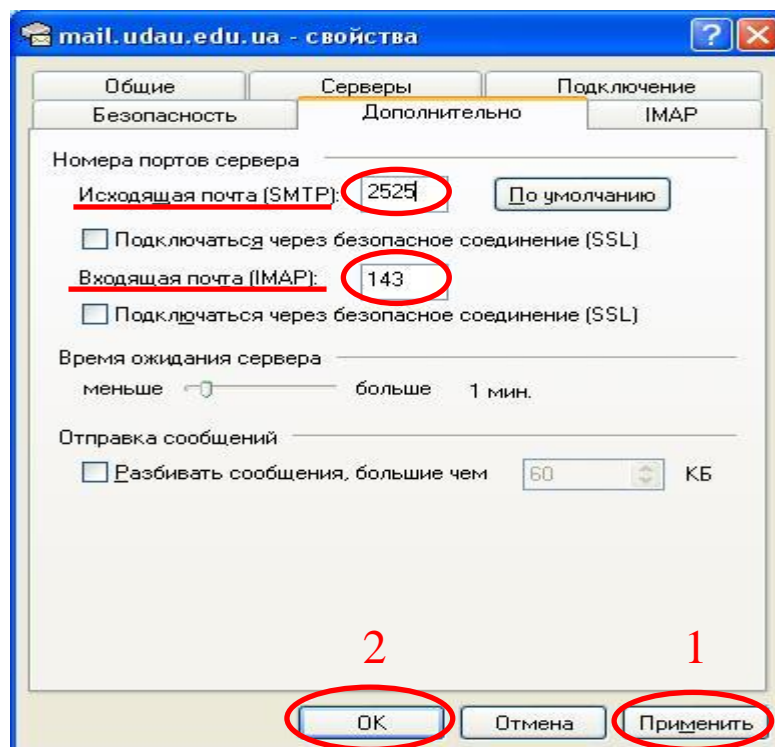 mail.udau.edu.ua - свойства
Общие Серверы Подключение
Безопасность Дополнительно IMAP
Номера портов сервера
Исходящая почта (SMTP): 2525 По умолчанию
Подключаться через безопасное соединение (SSL)
Входящая почта (IMAP): 143
Подключаться через безопасное соединение (SSL)
Время ожидания сервера
меньше больше 1 мин.
Отправка сообщений
Разбивать сообщения, большие чем 60 КБ
2 1
ОК Отмена Применить